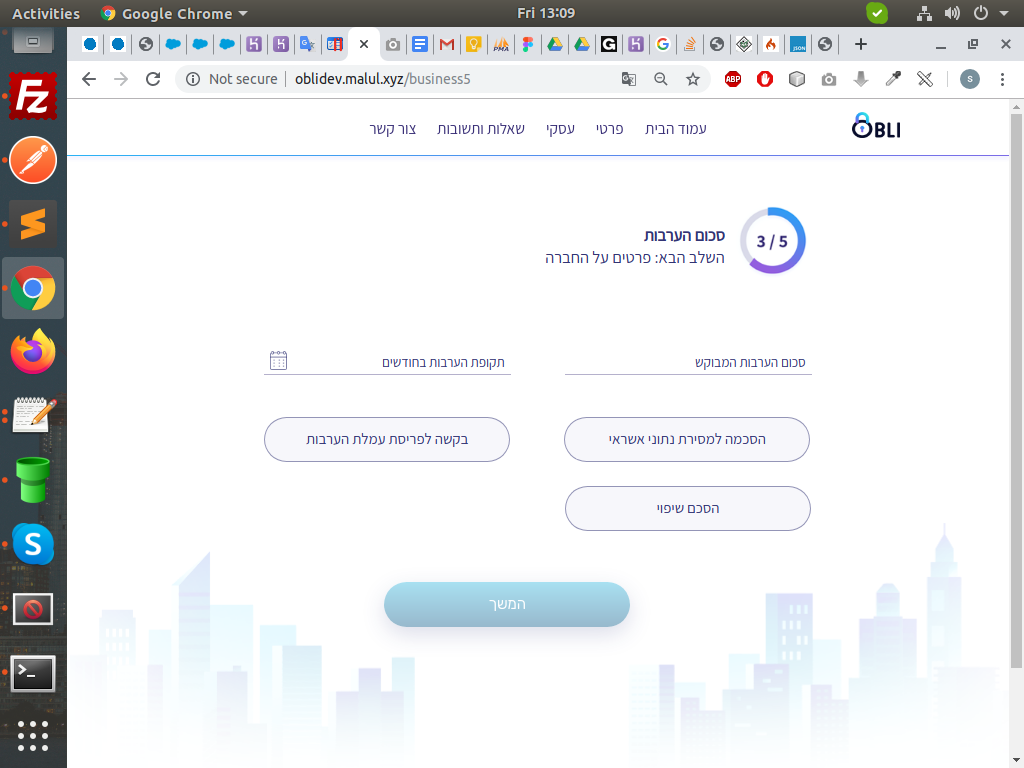 Activities
Google Chrome
Fri 13:09
Not secure
oblidev.malul.xyz/business5
ABP
S
OBLI
עמוד הבית
פרטי
עסקי
שאלות ותשובות
צור קשר
3 / 5
סכום הערבות
השלב הבא: פרטים על החברה
סכום הערבות המבוקש
תקופת הערבות בחודשים
הסכמה למסירת נתוני אשראי
בקשה לפריסת עמלת הערבות
הסכם שיפוי
המשך